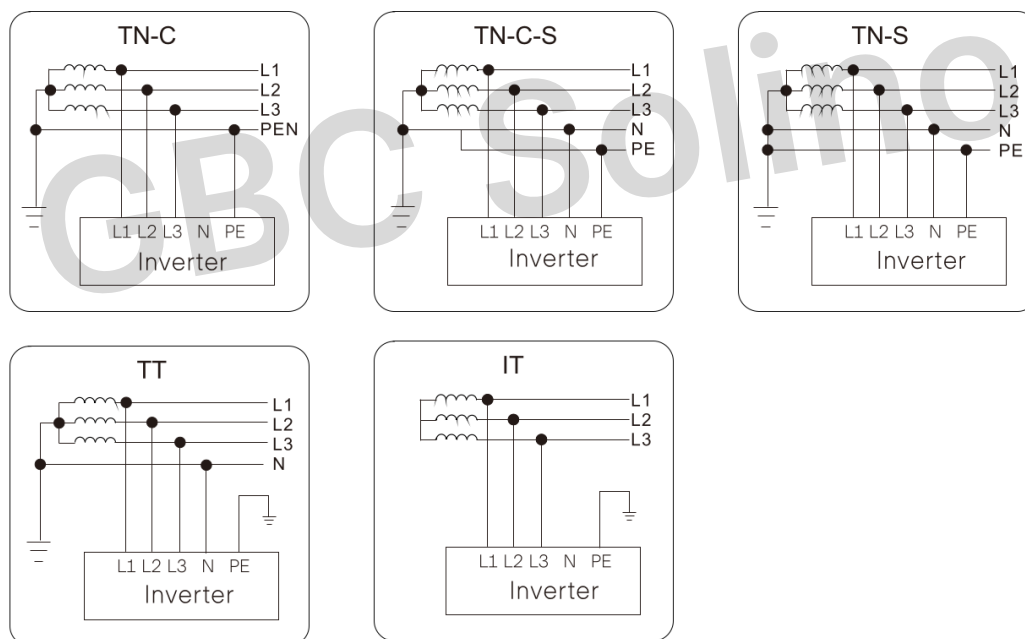 TN-C
L1
L2
L3
PEN
L1 L2 L3 N PE
Inverter
TN-C-S
L1
L2
L3
N
PE
L1 L2 L3 N PE
Inverter
TN-S
L1
L2
L3
N
PE
L1 L2 L3 N PE
Inverter
TT
L1
L2
L3
N
L1 L2 L3 N PE
Inverter
IT
L1
L2
L3
L1 L2 L3 N PE
Inverter
GBC Solino